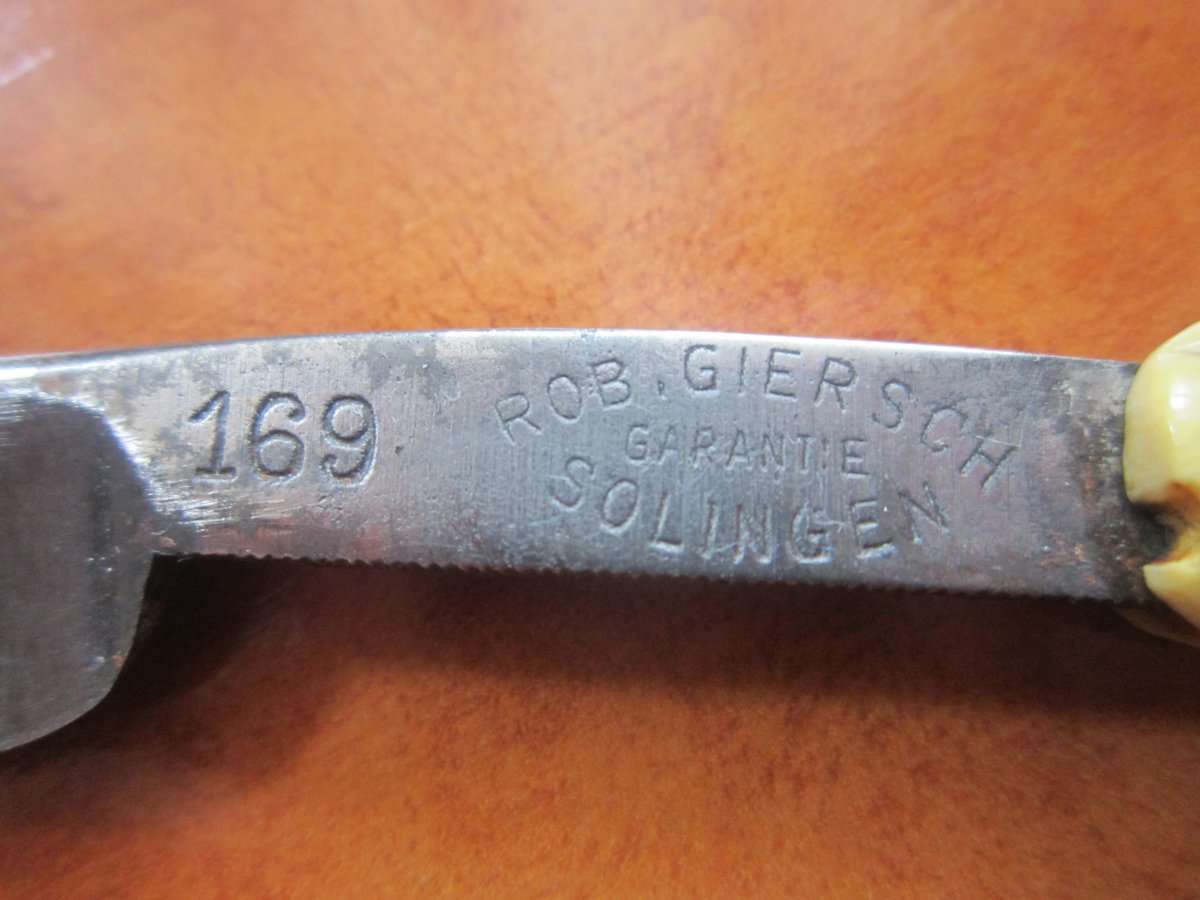 169
ROB. GIERSCH
GARANTIE
SOLINGEN